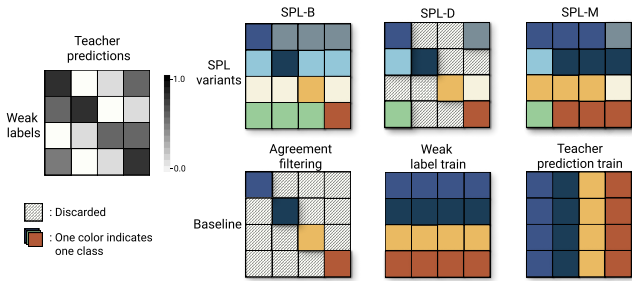 SPL-B
SPL-D
SPL-M
Teacher
predictions
1.0
0.0
Weak
labels
SPL
variants
: Discarded
: One color indicates
one class
Agreement
filtering
Weak
label train
Teacher
prediction train
Baseline